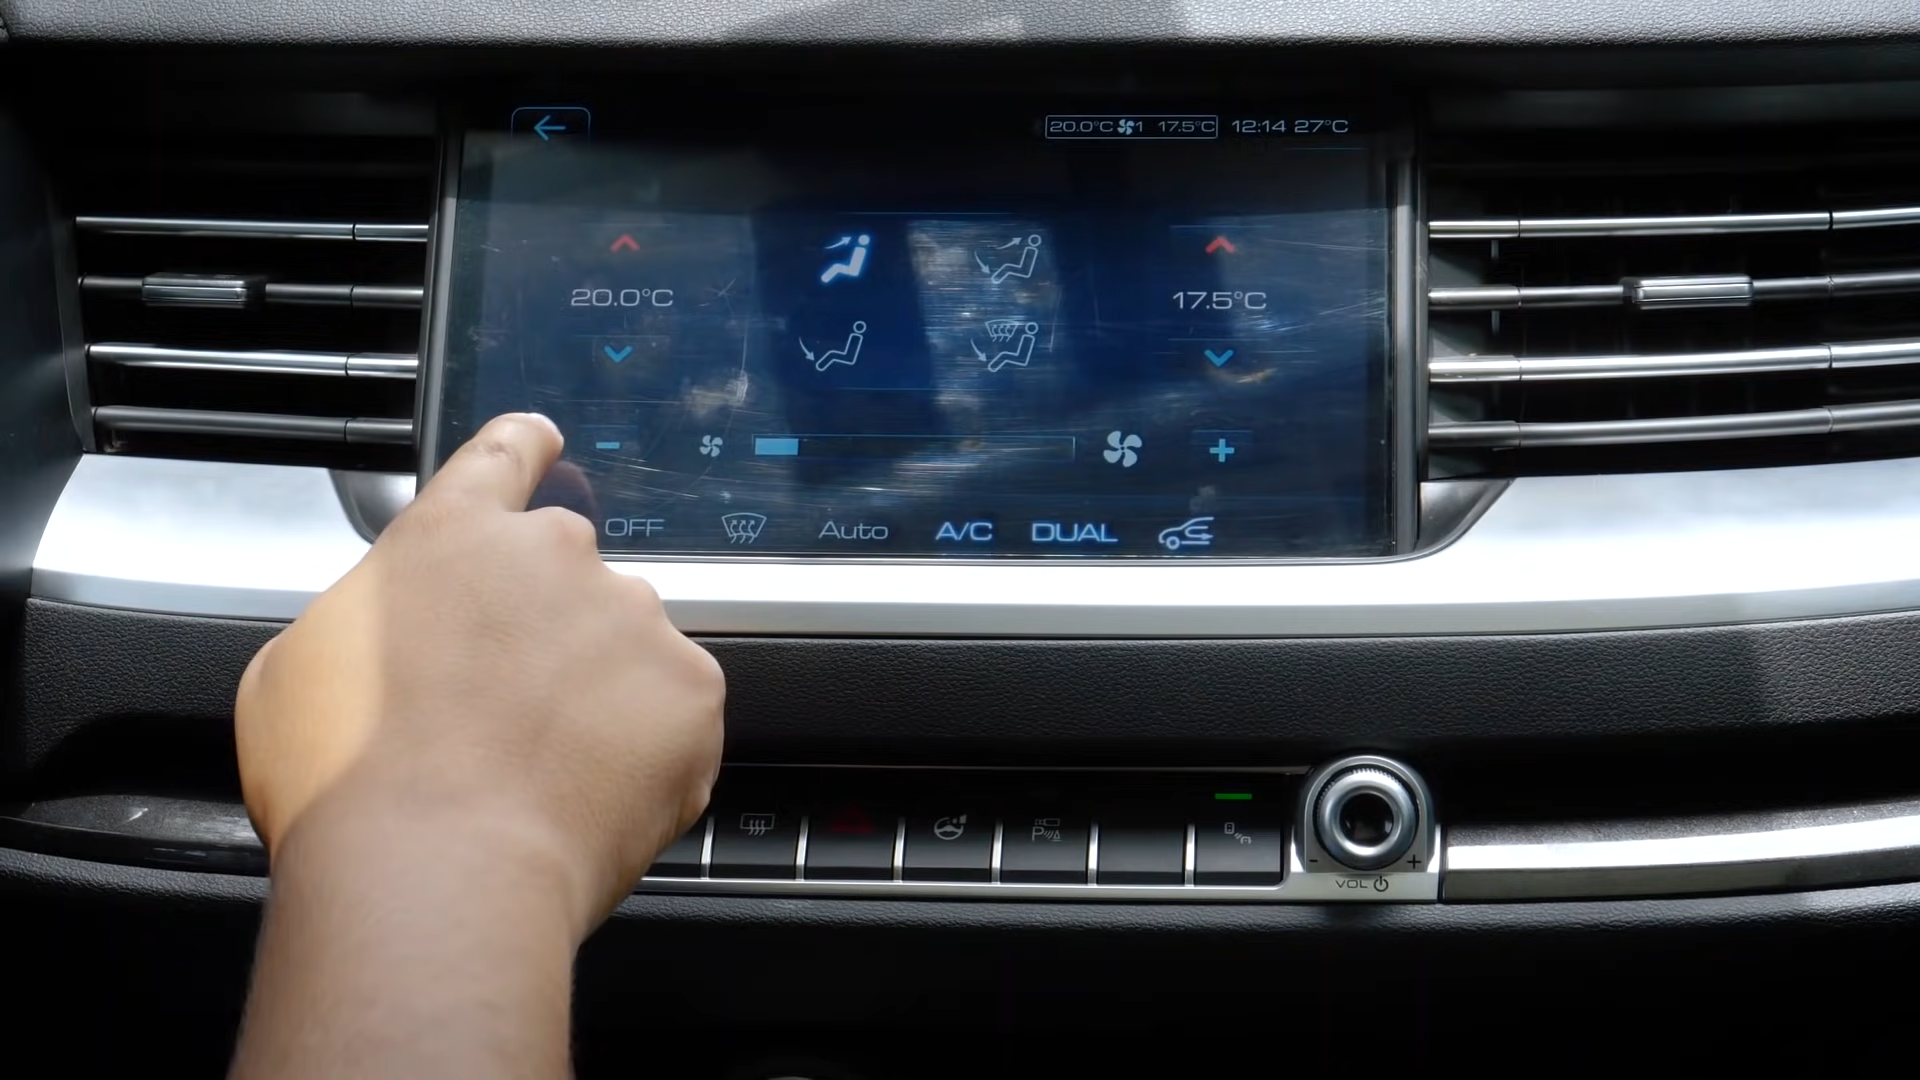 20.0°C 1 17.5°C 12:14 27°C
20.0°C 17.5°C
- +
OFF Auto A/C DUAL
P
- +
VOL